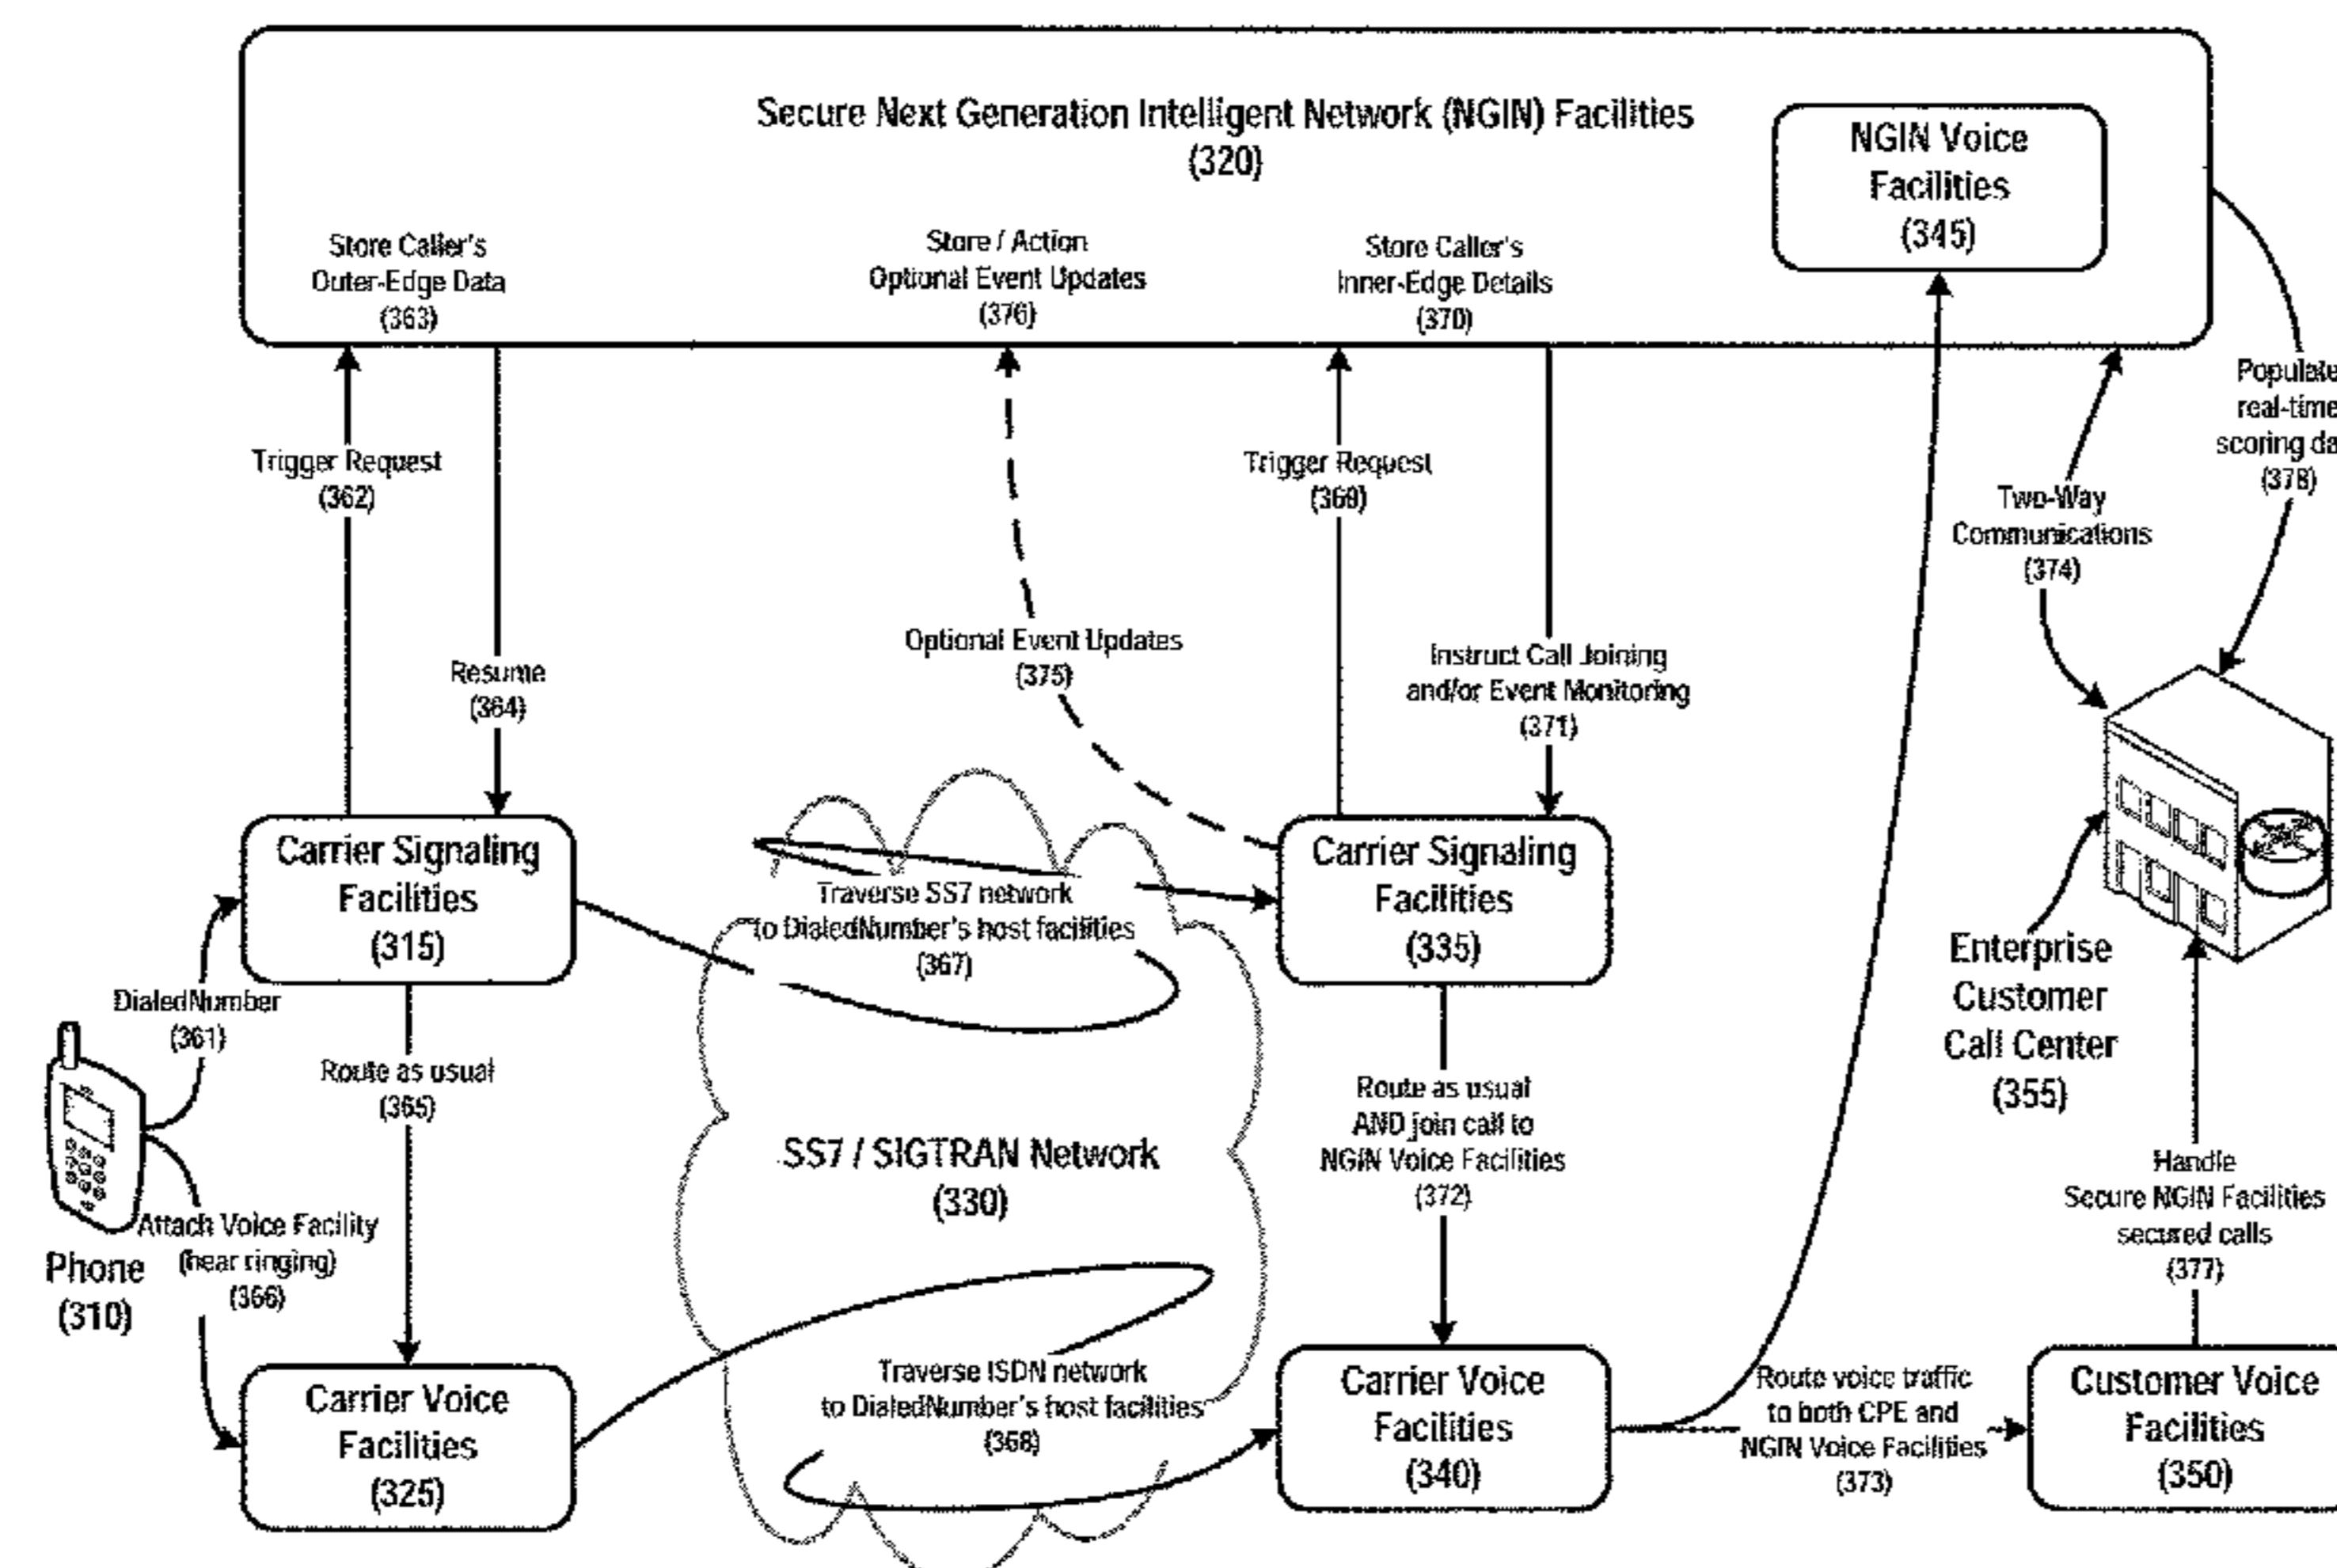 Secure Next Generation Intelligent Network (NGIN) Facilities
(320)
NGIN Voice
Facilities
(345)
Store Caller's
Outer-Edge Data
(363)
Store / Action
Optional Event Updates
(376)
Store Caller's
Inner-Edge Details
(370)
Trigger Request
(362)
Resume
(364)
Optional Event Updates
(375)
Trigger Request
(369)
Instruct Call Joining
and/or Event Monitoring
(371)
Two-Way
Communications
(374)
Populate
real-time
scoring da
(378)
Carrier Signaling
Facilities
(315)
Traverse SS7 network
to DialedNumber's host facilities
(367)
Carrier Signaling
Facilities
(335)
Enterprise
Customer
Call Center
(355)
DialedNumber
(361)
Route as usual
(365)
Phone
(310)
Attach Voice Facility
(hear ringing)
(366)
SS7 / SIGTRAN Network
(330)
Route as usual
AND join call to
NGIN Voice Facilities
(372)
Handle
Secure NGIN Facilities
secured calls
(377)
Carrier Voice
Facilities
(325)
Traverse ISDN network
to DialedNumber's host facilities
(368)
Carrier Voice
Facilities
(340)
Route voice traffic
to both CPE and
NGIN Voice Facilities
(373)
Customer Voice
Facilities
(350)